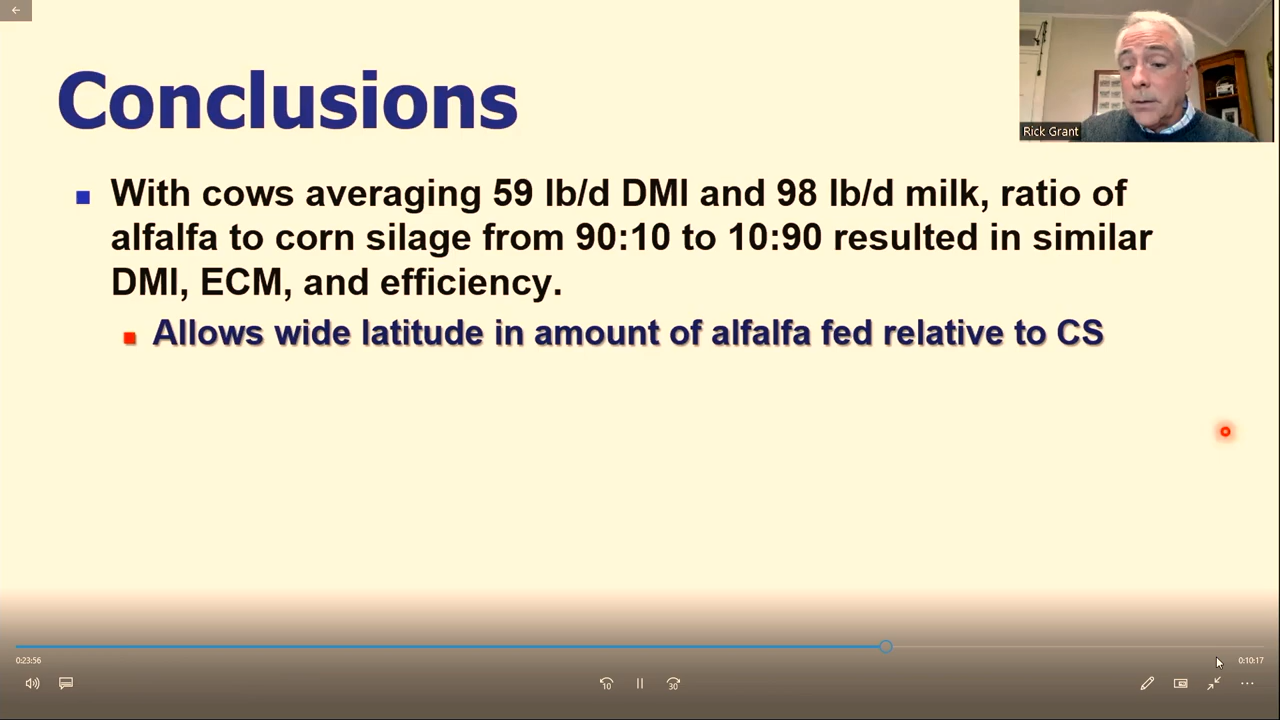 Conclusions
Rick Grant
With cows averaging 59 lb/d DMI and 98 lb/d milk, ratio of
alfalfa to corn silage from 90:10 to 10:90 resulted in similar
DMI, ECM, and efficiency.
Allows wide latitude in amount of alfalfa fed relative to CS
0:23:56
0:10:17
10
30